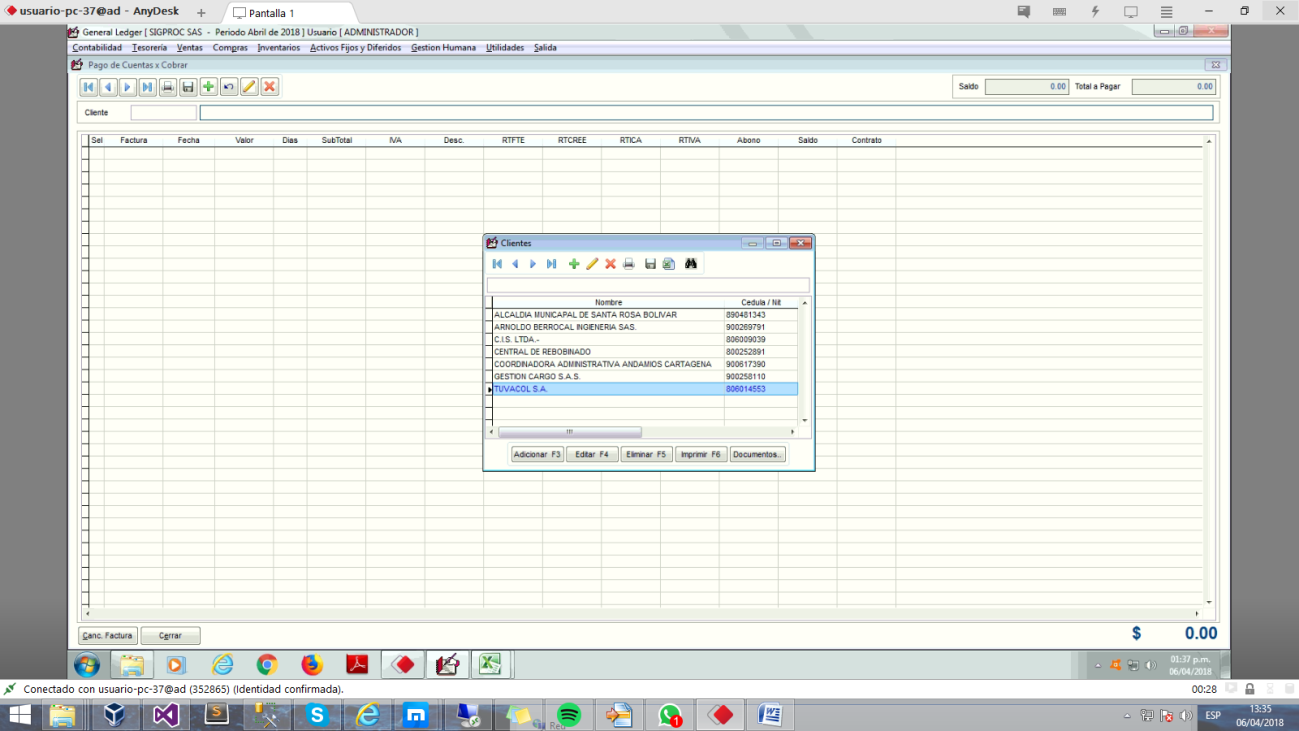 usuario-pc-37@ad - AnyDesk
Pantalla 1
General Ledger [ SIGPROC SAS - Periodo Abril de 2018 ] Usuario [ ADMINISTRADOR ]
Contabilidad Tesorería Ventas Compras Inventarios Activos Fijos y Diferidos Gestion Humana Utilidades Salida
Pago de Cuentas x Cobrar
Saldo 0.00 Total a Pagar 0.00
Cliente
Sel Factura Fecha Valor Dias SubTotal IVA Desc. RTFTE RTCREE RTICA RTIVA Abono Saldo Contrato
Clientes
Nombre Cedula / Nit
ALCALDIA MUNICAPAL DE SANTA ROSA BOLIVAR 890481343
ARNOLDO BERROCAL INGIENERIA SAS. 900269791
C.I.S. LTDA.- 806009039
CENTRAL DE REBOBINADO 800252891
COORDINADORA ADMINISTRATIVA ANDAMIOS CARTAGENA 900617390
GESTION CARGO S.A.S. 900258110
TUVACOL S.A. 806014553
Adicionar F3 Editar F4 Eliminar F5 Imprimir F6 Documentos..
Canc. Factura Cerrar
$ 0.00
01:37 p.m.
06/04/2018
Conectado con usuario-pc-37@ad (352865) (Identidad confirmada).
00:28
Red
ESP
13:35
06/04/2018